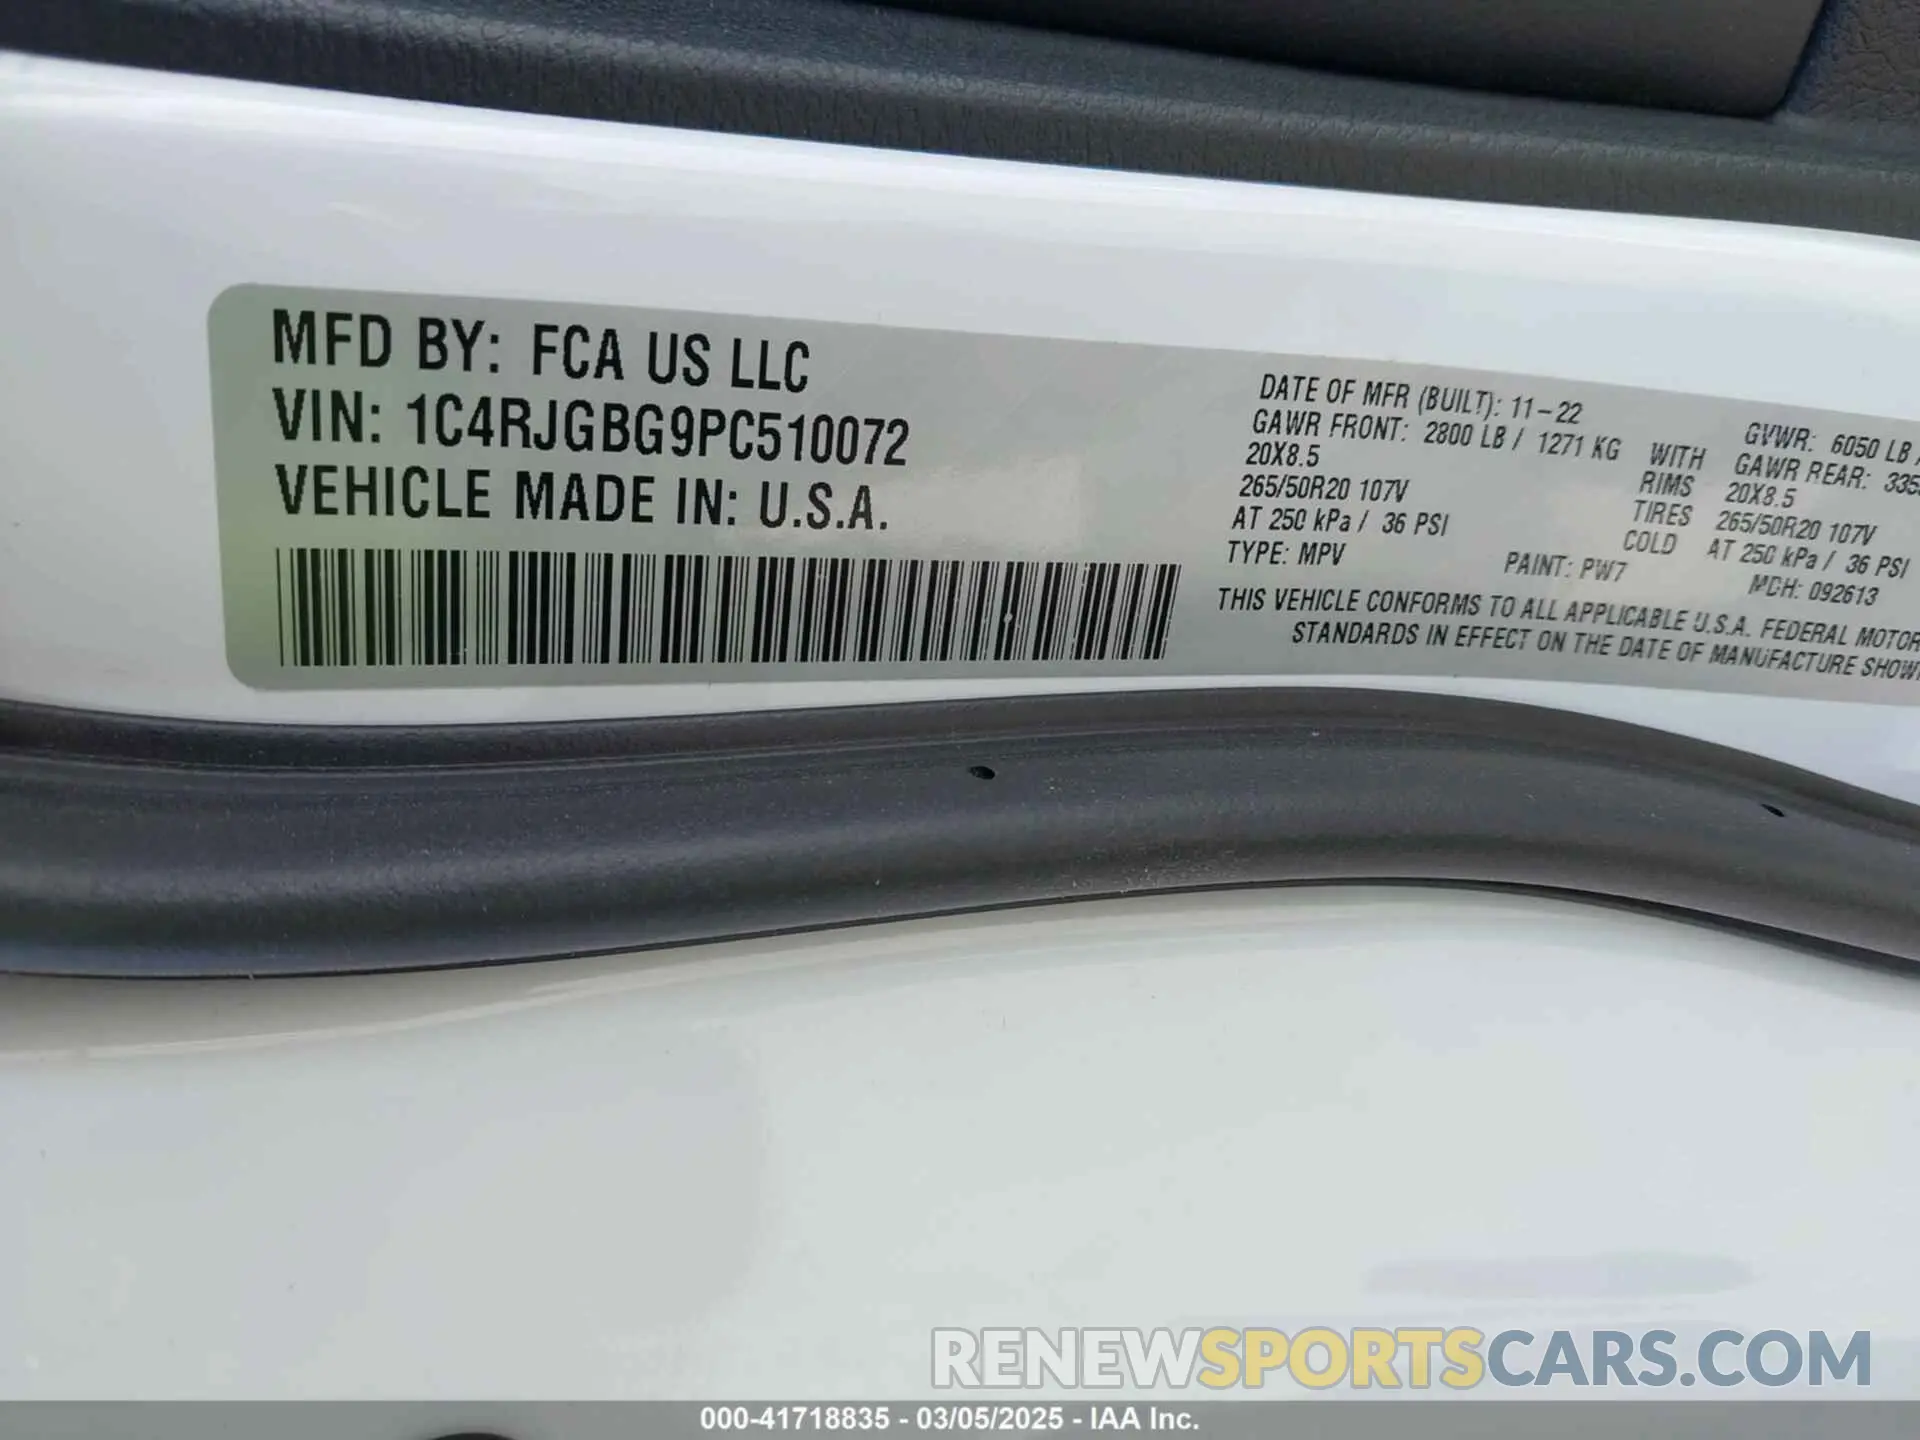 MFD BY: FCA US LLC
VIN: 1C4RJGBG9PC510072
VEHICLE MADE IN: U.S.A.
DATE OF MFR (BUILT): 11-22 GVWR: 6050 LB /
GAWR FRONT: 2800 LB / 1271 KG WITH GAWR REAR:
20X8.5 RIMS 20X8.5
265/50R20 107V TIRES 265/50R20 107V
AT 250 kPa / 36 PSI COLD AT 250 kPa / 36 PSI
TYPE: MPV PAINT: PW7 MDH: 092613
THIS VEHICLE CONFORMS TO ALL APPLICABLE U.S.A. FEDERAL MOTOR
STANDARDS IN EFFECT ON THE DATE OF MANUFACTURE
RENEWSPORTSCARS.COM
000-41718835 - 03/05/2025 - IAA Inc.